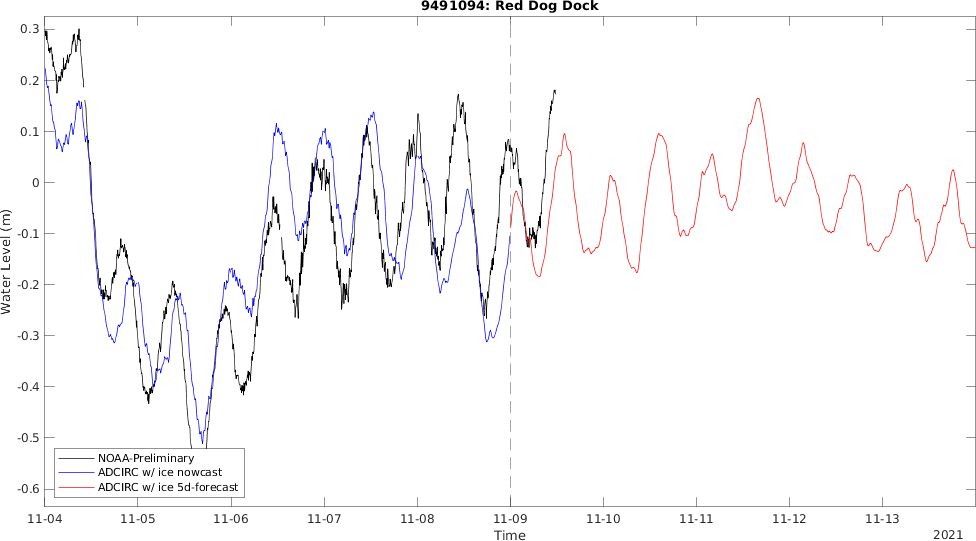 9491094: Red Dog Dock
Water Level (m)
0.3
0.2
0.1
0
-0.1
-0.2
-0.3
-0.4
-0.5
-0.6
NOAA-Preliminary
ADCIRC w/ ice nowcast
ADCIRC w/ ice 5d-forecast
11-04 11-05 11-06 11-07 11-08 11-09 11-10 11-11 11-12 11-13
Time
2021